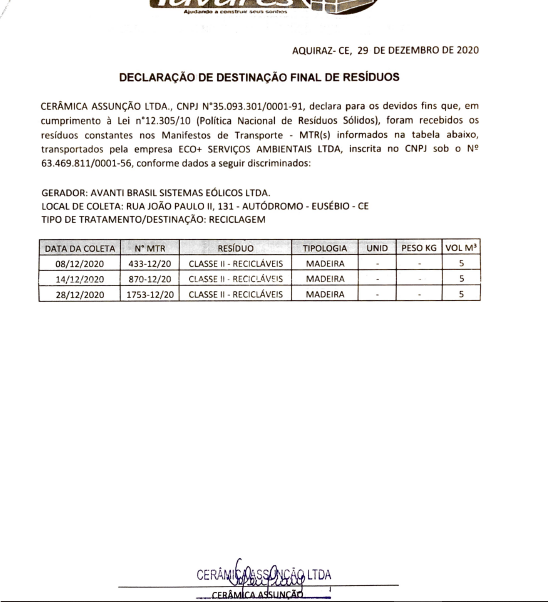 Tavares
Ajudando a construir seus sonhos
AQUIRAZ- CE, 29 DE DEZEMBRO DE 2020
DECLARAÇÃO DE DESTINAÇÃO FINAL DE RESÍDUOS
CERÂMICA ASSUNÇÃO LTDA., CNPJ N°35.093.301/0001-91, declara para os devidos fins que, em
cumprimento à Lei n°12.305/10 (Política Nacional de Resíduos Sólidos), foram recebidos os
resíduos constantes nos Manifestos de Transporte - MTR(s) informados na tabela abaixo,
transportados pela empresa ECO+ SERVIÇOS AMBIENTAIS LTDA, inscrita no CNPJ sob o Nº
63.469.811/0001-56, conforme dados a seguir discriminados:
GERADOR: AVANTI BRASIL SISTEMAS EÓLICOS LTDA.
LOCAL DE COLETA: RUA JOÃO PAULO II, 131 - AUTÓDROMO - EUSÉBIO - CE
TIPO DE TRATAMENTO/DESTINAÇÃO: RECICLAGEM
DATA DA COLETA N° MTR RESÍDUO TIPOLOGIA UNID PESO KG VOL M³
08/12/2020 433-12/20 CLASSE II - RECICLÁVEIS MADEIRA - - 5
14/12/2020 870-12/20 CLASSE II - RECICLÁVEIS MADEIRA - - 5
28/12/2020 1753-12/20 CLASSE II - RECICLÁVEIS MADEIRA - - 5
CERÂMICA ASSUNÇÃO LTDA
CERÂMICA ASSUNÇÃO